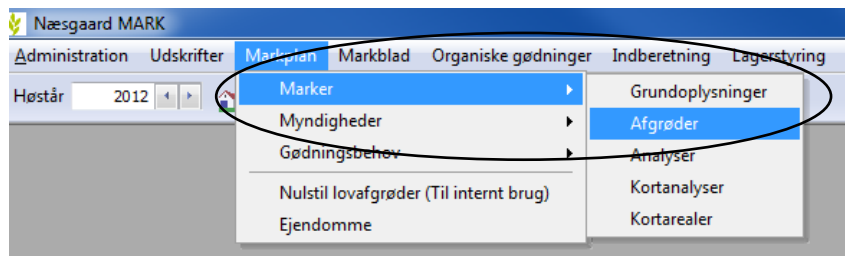 Næsgaard MARK
Administration Udskrifter Markplan Markblad Organiske gødninger Indberetning Lagerstyring
Høstår 2012
Marker
Myndigheder
Gødningsbehov
Nulstil lovafgrøder (Til internt brug)
Ejendomme
Grundoplysninger
Afgrøder
Analyser
Kortanalyser
Kortarealer